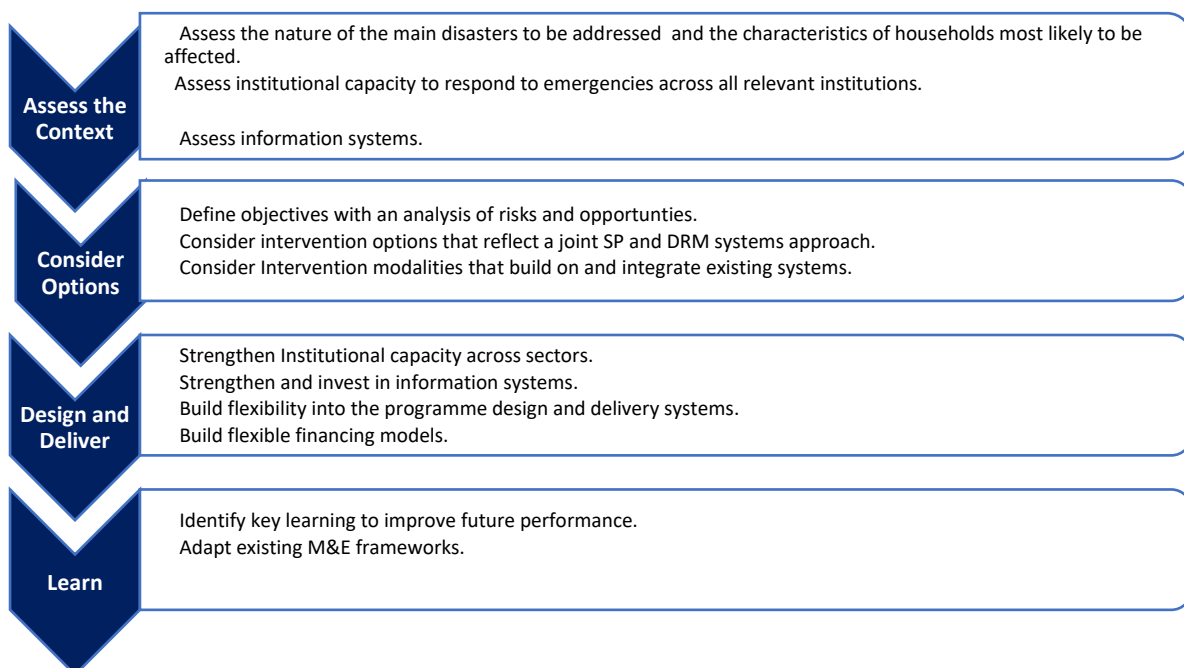 Assess the
Context
Assess the nature of the main disasters to be addressed and the characteristics of households most likely to be
affected.
Assess institutional capacity to respond to emergencies across all relevant institutions.
Assess information systems.
Consider
Options
Define objectives with an analysis of risks and opportunties.
Consider intervention options that reflect a joint SP and DRM systems approach.
Consider Intervention modalities that build on and integrate existing systems.
Design and
Deliver
Strengthen Institutional capacity across sectors.
Strengthen and invest in information systems.
Build flexibility into the programme design and delivery systems.
Build flexible financing models.
Learn
Identify key learning to improve future performance.
Adapt existing M&E frameworks.